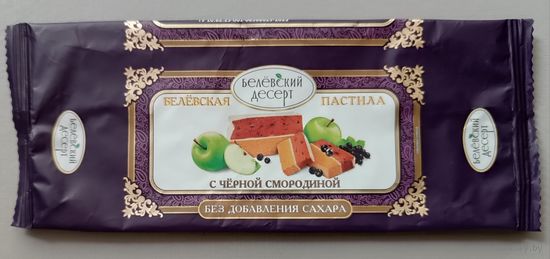 Белёвский
десерт
БЕЛЁВСКАЯ ПАСТИЛА
С ЧЁРНОЙ СМОРОДИНОЙ
БЕЗ ДОБАВЛЕНИЯ САХАРА
Белёвский
десерт
Белёвский
десерт